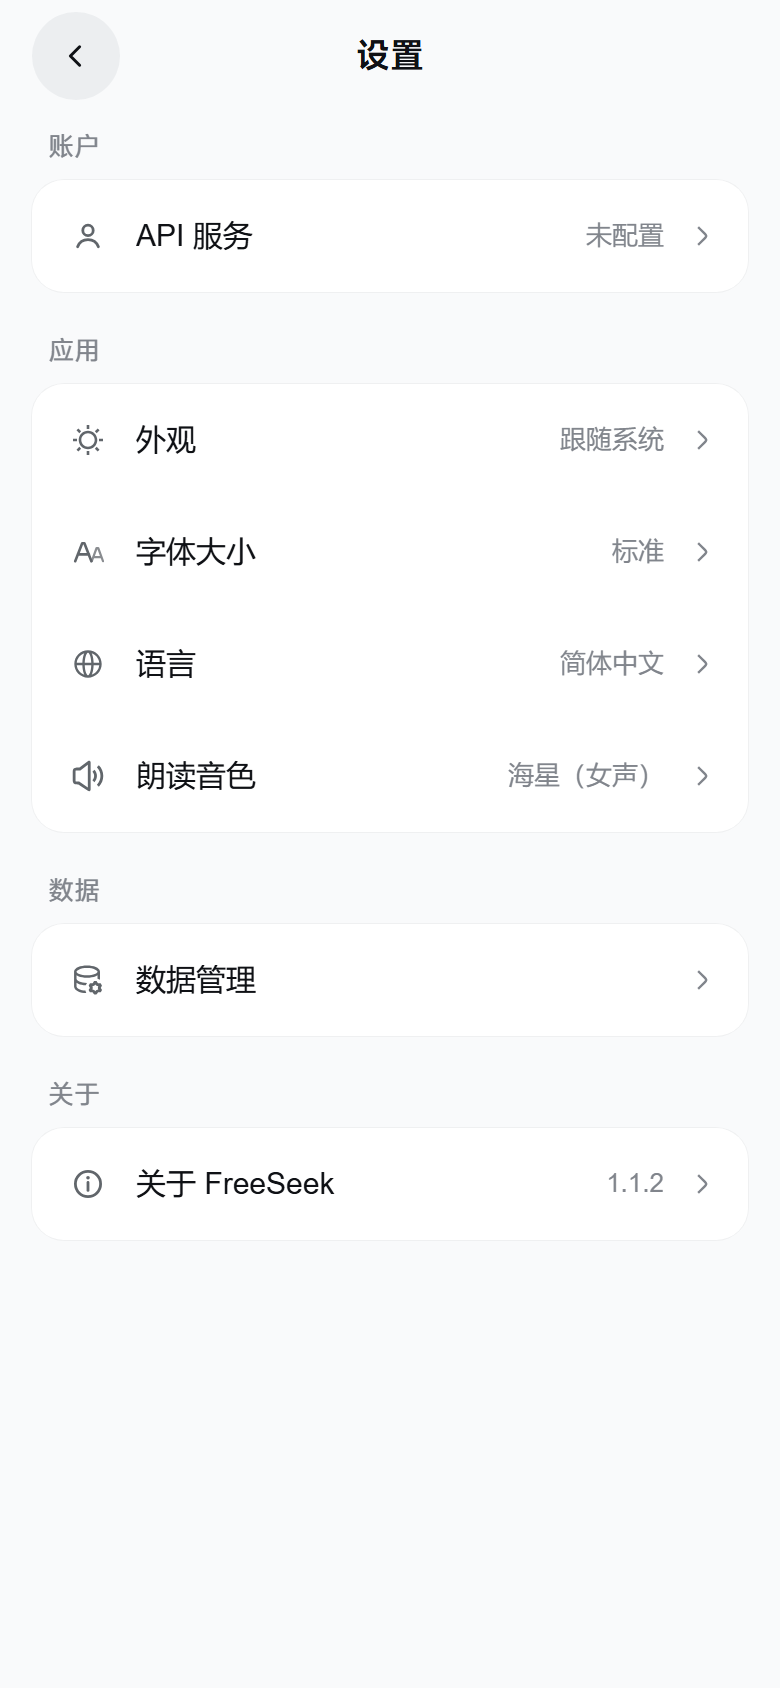 设置
账户
API 服务 未配置
应用
外观 跟随系统
字体大小 标准
语言 简体中文
朗读音色 海星（女声）
数据
数据管理
关于
关于 FreeSeek 1.1.2